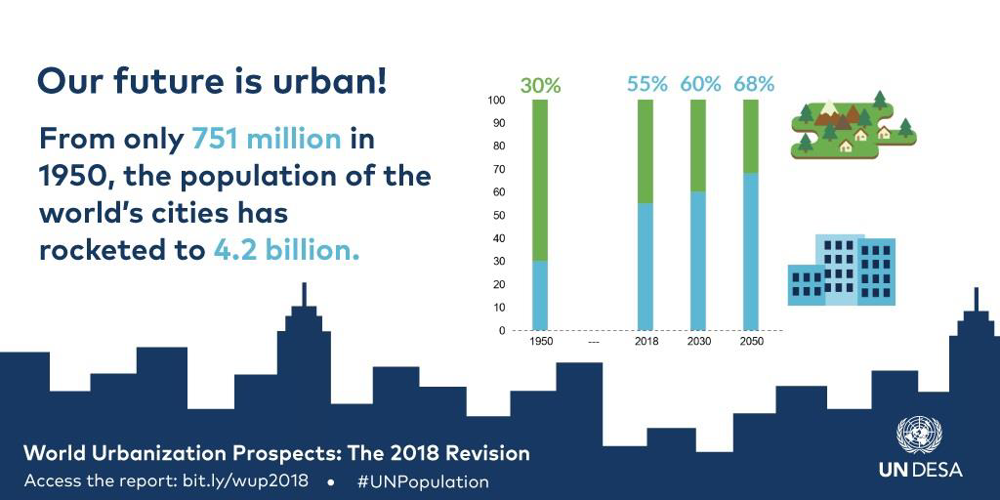 Our future is urban!
From only 751 million in
1950, the population of the
world's cities has
rocketed to 4.2 billion.
30% 55% 60% 68%
100
90
80
70
60
50
40
30
20
10
0
1950 --- 2018 2030 2050
World Urbanization Prospects: The 2018 Revision
Access the report: bit.ly/wup2018 • #UNPopulation
UN DESA